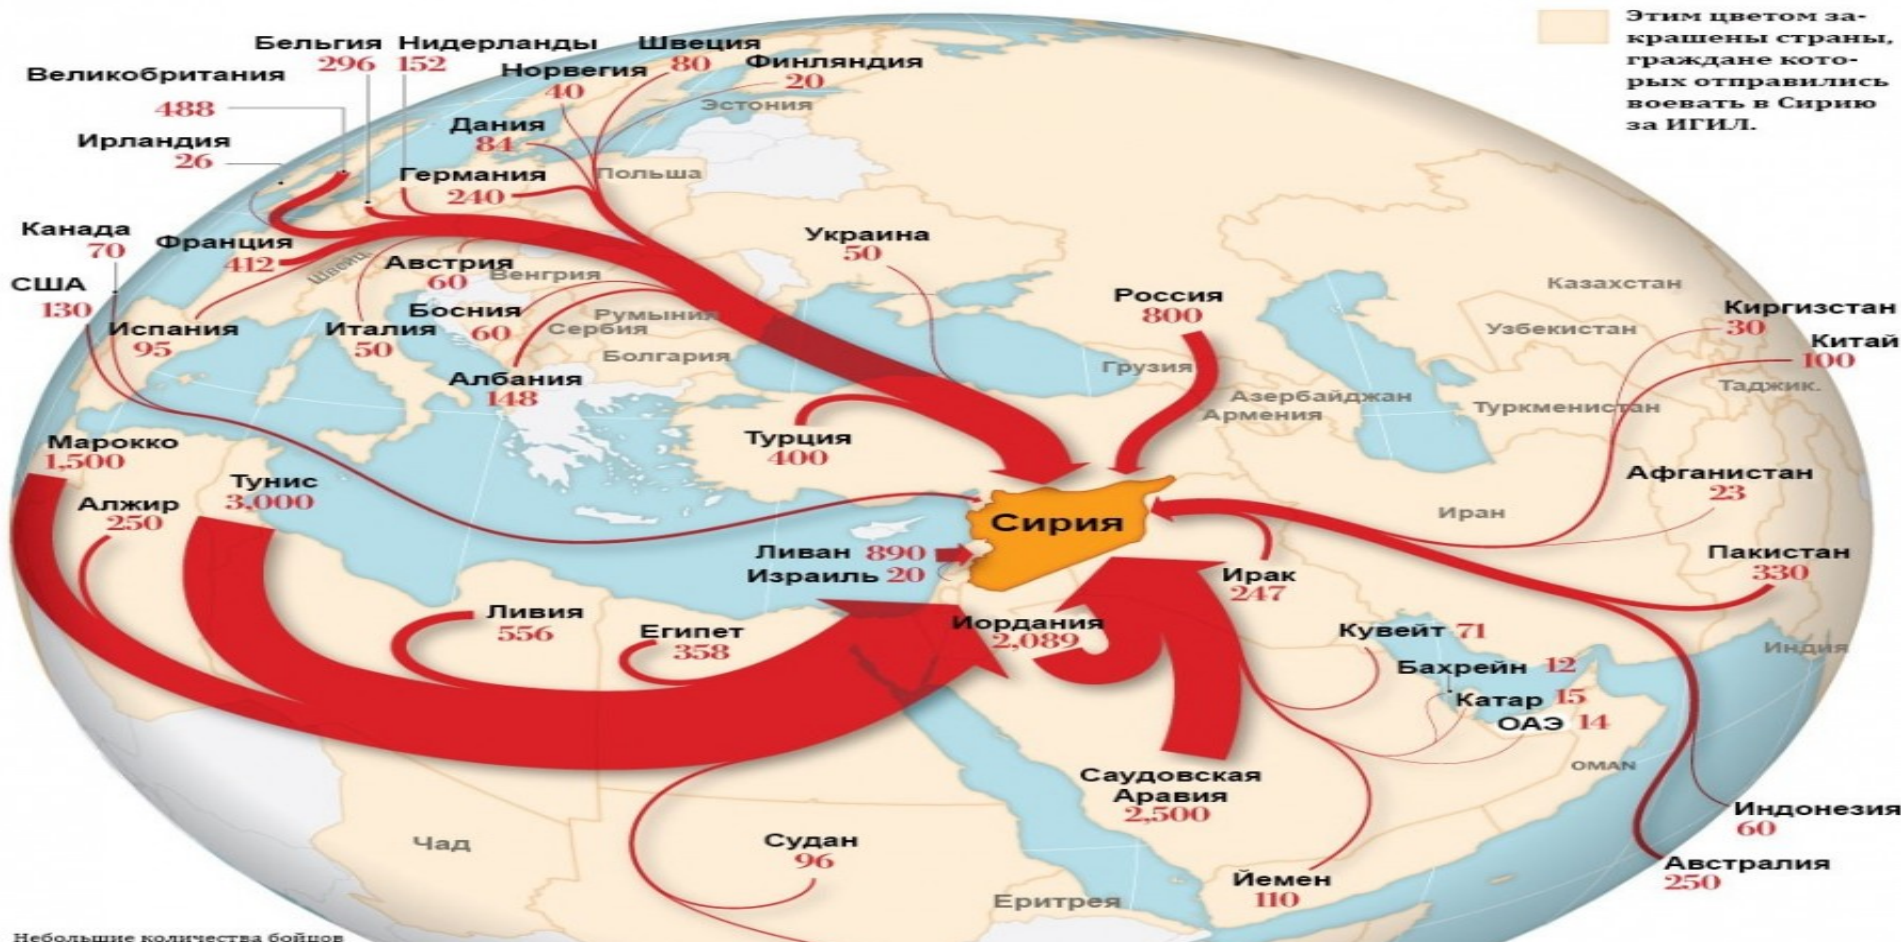 Этим цветом за-
крашены страны,
граждане кото-
рых отправились
воевать в Сирию
за ИГИЛ.
Бельгия
296
Нидерланды
152
Швеция
80
Великобритания
488
Норвегия
40
Финляндия
20
Эстония
Ирландия
26
Дания
84
Германия
240
Польша
Канада
70
Франция
412
Швейц.
Австрия
60
Венгрия
Украина
50
США
130
Испания
95
Италия
50
Босния
60
Румыния
Сербия
Болгария
Албания
148
Россия
800
Грузия
Азербайджан
Армения
Казахстан
Узбекистан
Киргизстан
30
Китай
100
Таджик.
Туркменистан
Марокко
1,500
Тунис
3,000
Алжир
250
Турция
400
Сирия
Ливан 890
Израиль 20
Иран
Афганистан
23
Пакистан
330
Ирак
247
Ливия
556
Египет
358
Иордания
2,089
Кувейт 71
Бахрейн 12
Катар 15
ОАЭ 14
OMAN
Индия
Саудовская
Аравия
2,500
Чад
Судан
96
Эритрея
Йемен
110
Индонезия
60
Австралия
250
Небольшие количества бойцов